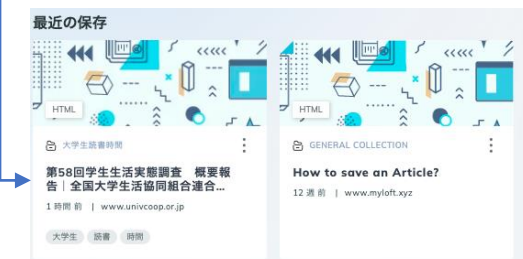 最近の保存
HTML
大学生読書時間
第58回学生生活実態調査 概要報
告｜全国大学生活協同組合連合...
1 時間 前 | www.univcoop.or.jp
大学生 読書 時間
HTML
GENERAL COLLECTION
How to save an Article?
12 週 前 | www.myloft.xyz